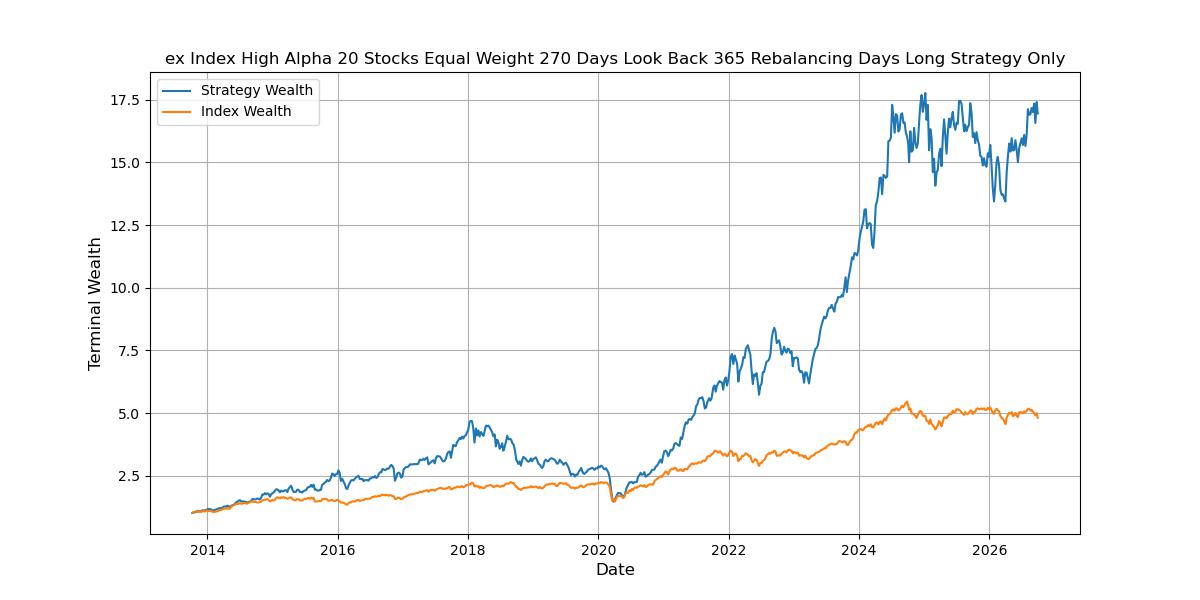 ex Index High Alpha 20 Stocks Equal Weight 270 Days Look Back 365 Rebalancing Days Long Strategy Only
Strategy Wealth
Index Wealth
17.5
15.0
12.5
10.0
7.5
5.0
2.5
Terminal Wealth
2014 2016 2018 2020 2022 2024 2026
Date